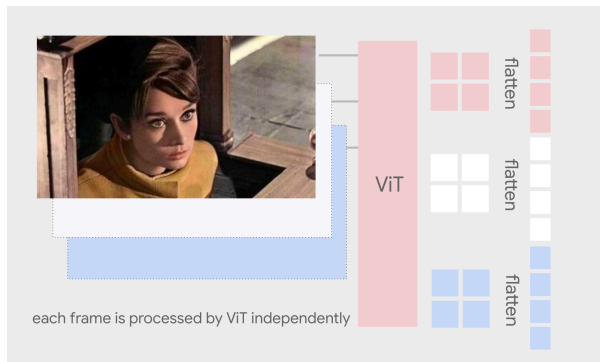 ViT
flatten
flatten
flatten
each frame is processed by ViT independently